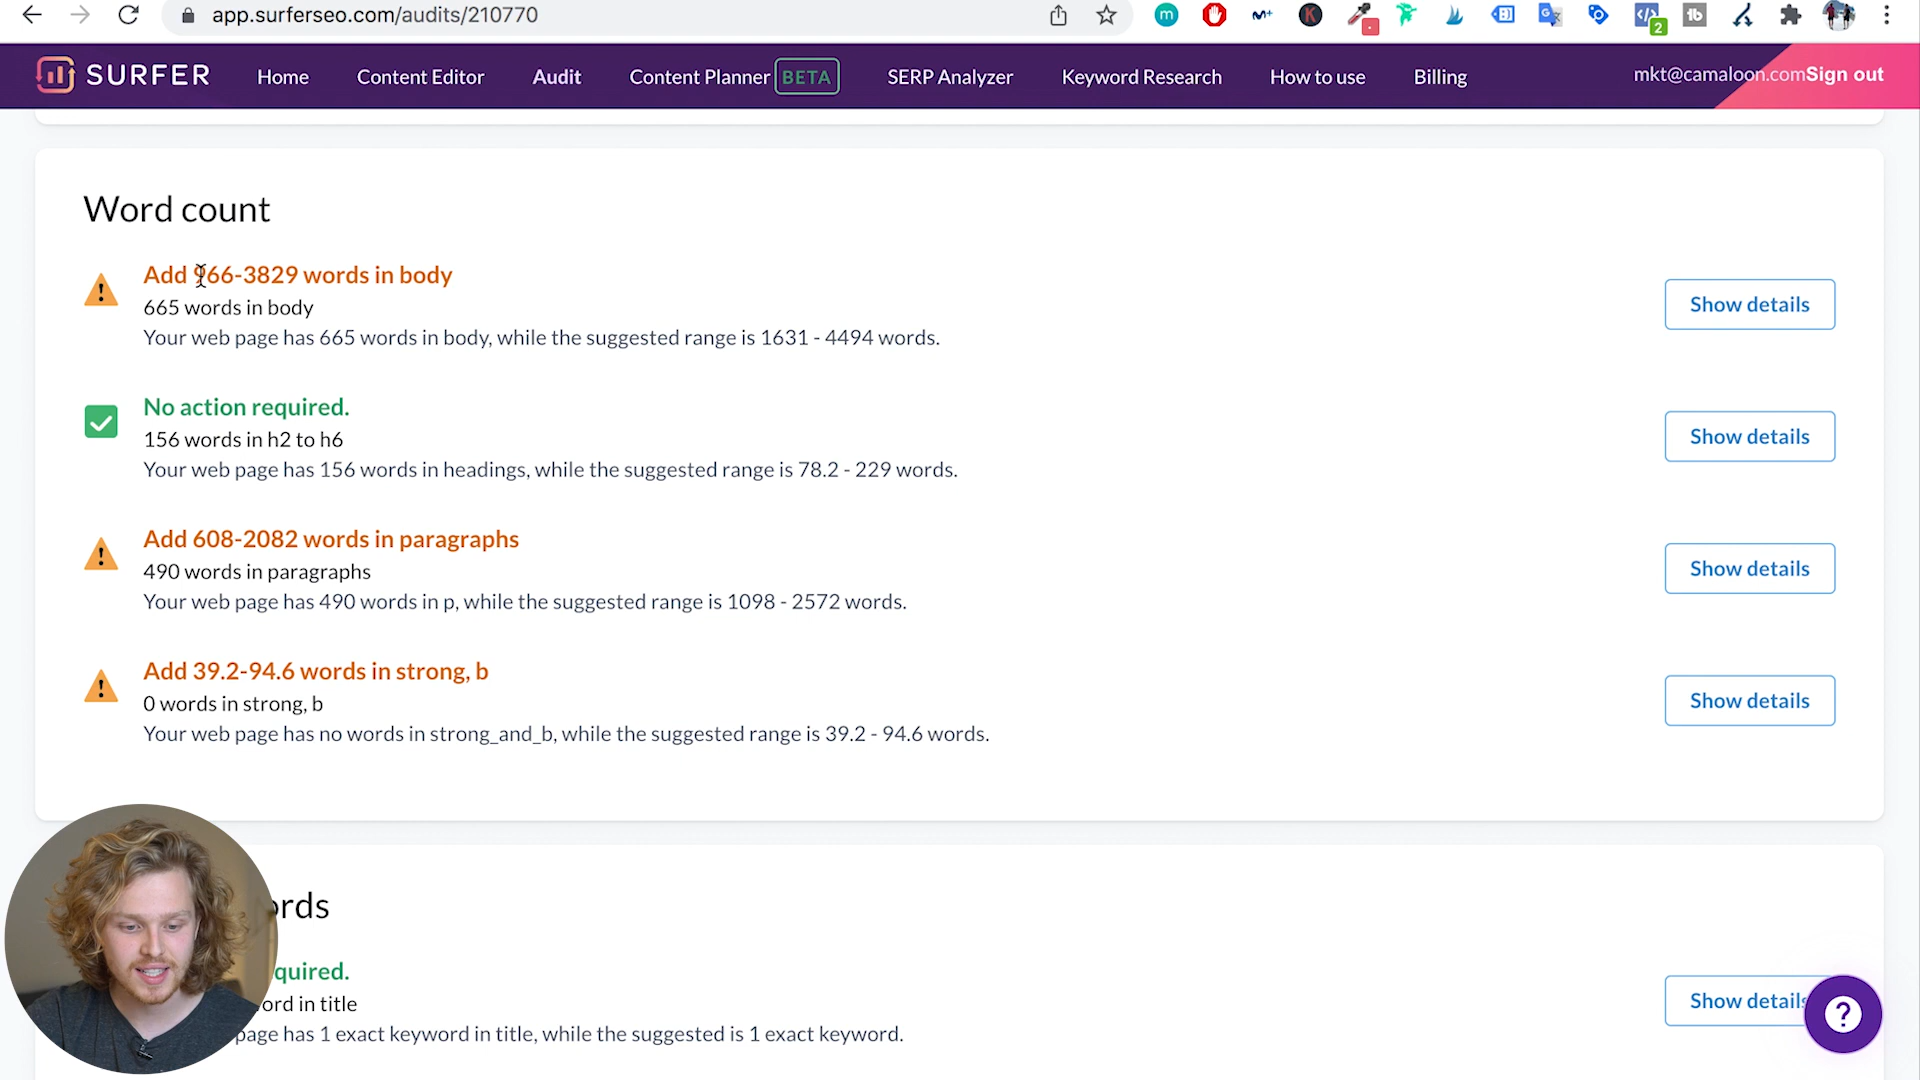 app.surferseo.com/audits/210770
SURFER
Home
Content Editor
Audit
Content Planner BETA
SERP Analyzer
Keyword Research
How to use
Billing
mkt@camaloon.com Sign out
Word count
Add 966-3829 words in body
665 words in body
Your web page has 665 words in body, while the suggested range is 1631 - 4494 words.
Show details
No action required.
156 words in h2 to h6
Your web page has 156 words in headings, while the suggested range is 78.2 - 229 words.
Show details
Add 608-2082 words in paragraphs
490 words in paragraphs
Your web page has 490 words in p, while the suggested range is 1098 - 2572 words.
Show details
Add 39.2-94.6 words in strong, b
0 words in strong, b
Your web page has no words in strong_and_b, while the suggested range is 39.2 - 94.6 words.
Show details
in title
page has 1 exact keyword in title, while the suggested is 1 exact keyword.
Show details